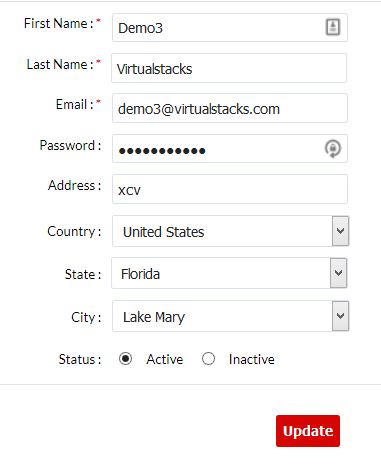 First Name : * Demo3
Last Name : * Virtualstacks
Email : * demo3@virtualstacks.com
Password : ●●●●●●●●●●●
Address : xcv
Country : United States
State : Florida
City : Lake Mary
Status : Active Inactive
Update